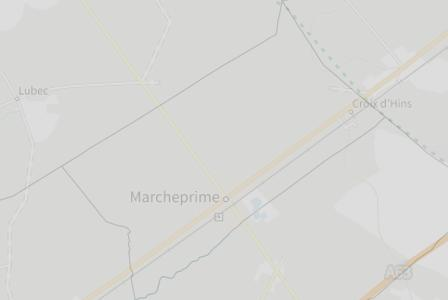 Lubec
Croix d'Hins
Marcheprime
A63